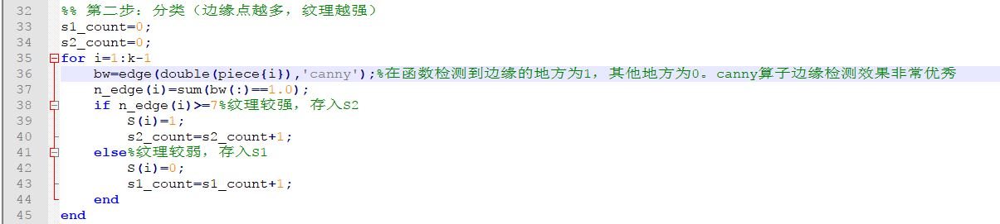 32 %% 第二步：分类（边缘点越多，纹理越强）
33 s1_count=0;
34 s2_count=0;
35 for i=1:k-1
36 bw=edge(double(piece{i}),'canny');%在函数检测到边缘的地方为1，其他地方为0。canny算子边缘检测效果非常优秀
37 n_edge(i)=sum(bw(:)==1.0);
38 if n_edge(i)>=7%纹理较强，存入S2
39 S(i)=1;
40 s2_count=s2_count+1;
41 else%纹理较弱，存入S1
42 S(i)=0;
43 s1_count=s1_count+1;
44 end
45 end